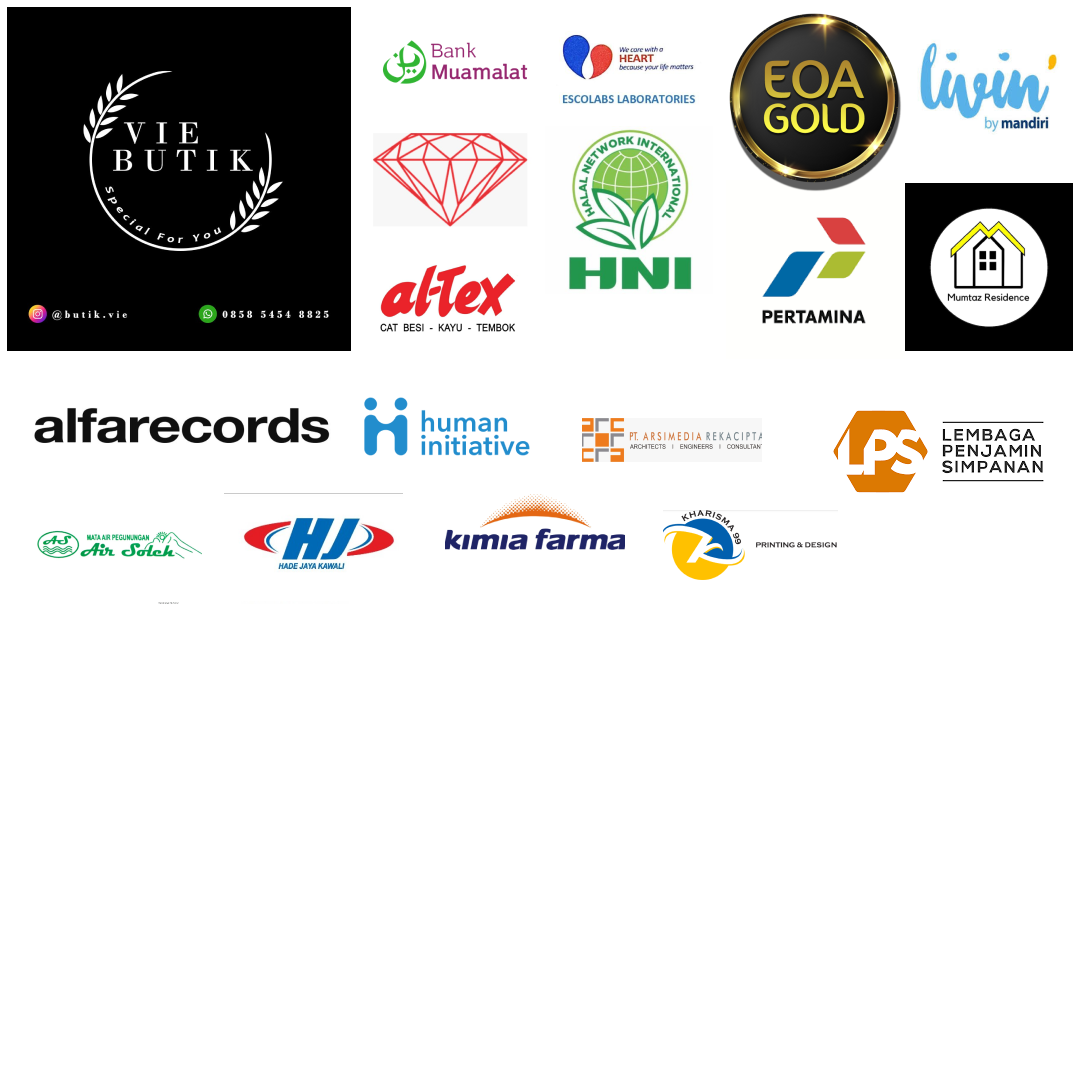 VIE
BUTIK
Special For You
@butik.vie
0858 5454 8825
Bank
Muamalat
We care with a
HEART
because your life matters
ESCOLABS LABORATORIES
EOA
GOLD
livin'
by mandiri
HALAL NETWORK INTERNATIONAL
HNI
al-Tex
CAT BESI - KAYU - TEMBOK
PERTAMINA
Mumtaz Residence
alfarecords
human
initiative
PT. ARSIMEDIA REKACIPTA
ARCHITECTS I ENGINEERS I CONSULTANT
LPS
LEMBAGA
PENJAMIN
SIMPANAN
AS
MATA AIR PEGUNUNGAN
Air Soleh
HJ
HADE JAYA KAWALI
kimia farma
KHARISMA 99
PRINTING & DESIGN